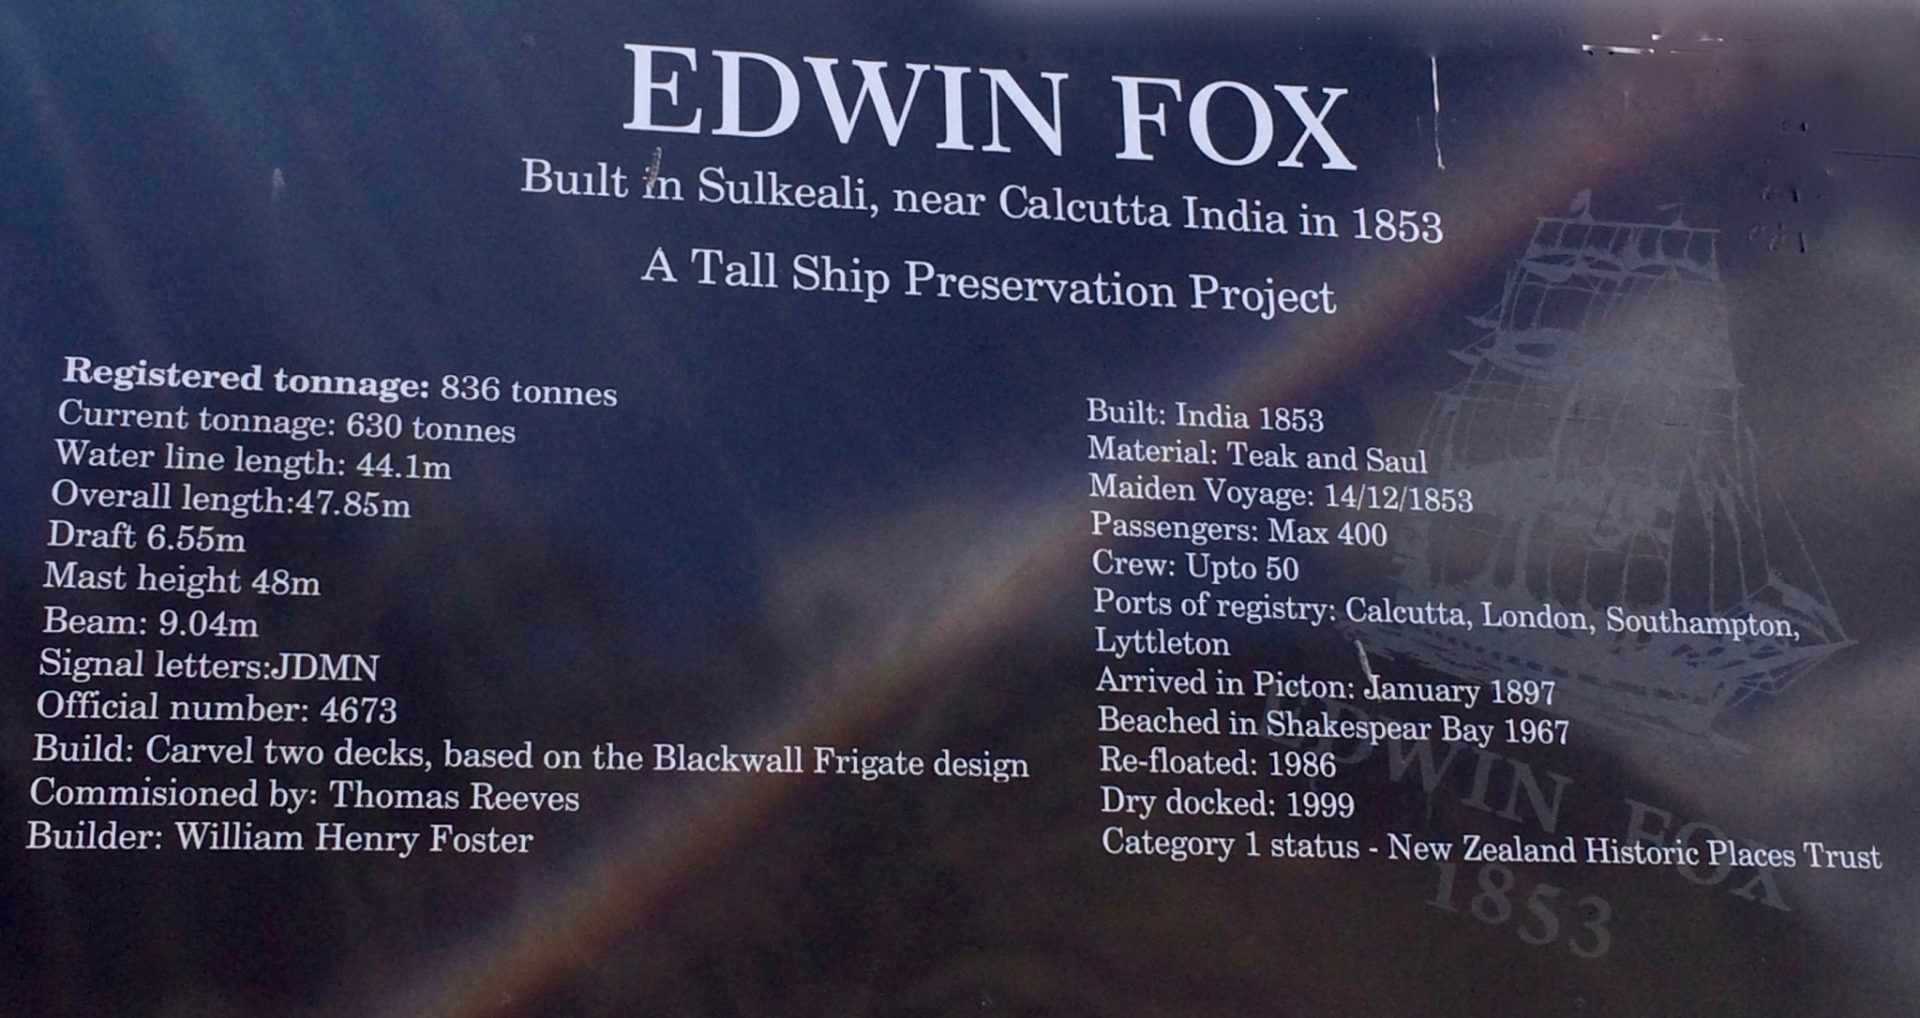 EDWIN FOX
Built in Sulkeali, near Calcutta India in 1853
A Tall Ship Preservation Project
Registered tonnage: 836 tonnes
Current tonnage: 630 tonnes
Water line length: 44.1m
Overall length:47.85m
Draft 6.55m
Mast height 48m
Beam: 9.04m
Signal letters:JDMN
Official number: 4673
Build: Carvel two decks, based on the Blackwall Frigate design
Commisioned by: Thomas Reeves
Builder: William Henry Foster
Built: India 1853
Material: Teak and Saul
Maiden Voyage: 14/12/1853
Passengers: Max 400
Crew: Upto 50
Ports of registry: Calcutta, London, Southampton,
Lyttleton
Arrived in Picton: January 1897
Beached in Shakespear Bay 1967
Re-floated: 1986
Dry docked: 1999
Category 1 status - New Zealand Historic Places Trust
EDWIN FOX
1853